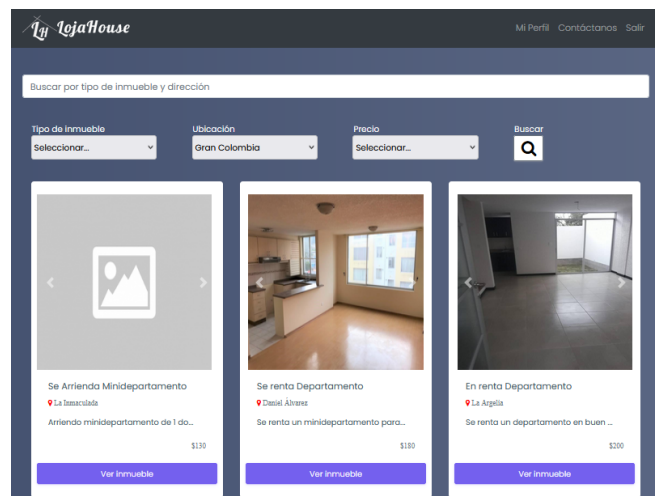 LH LojaHouse
Mi Perfil Contáctanos Salir
Buscar por tipo de inmueble y dirección
Tipo de inmueble Ubicación Precio Buscar
Seleccionar... Gran Colombia Seleccionar...
Se Arrienda Minidepartamento
La Inmaculada
Arriendo minidepartamento de 1 do...
$130
Ver inmueble
Se renta Departamento
Daniel Álvarez
Se renta un minidepartamento para...
$180
Ver inmueble
En renta Departamento
La Argelia
Se renta un departamento en buen ...
$200
Ver inmueble